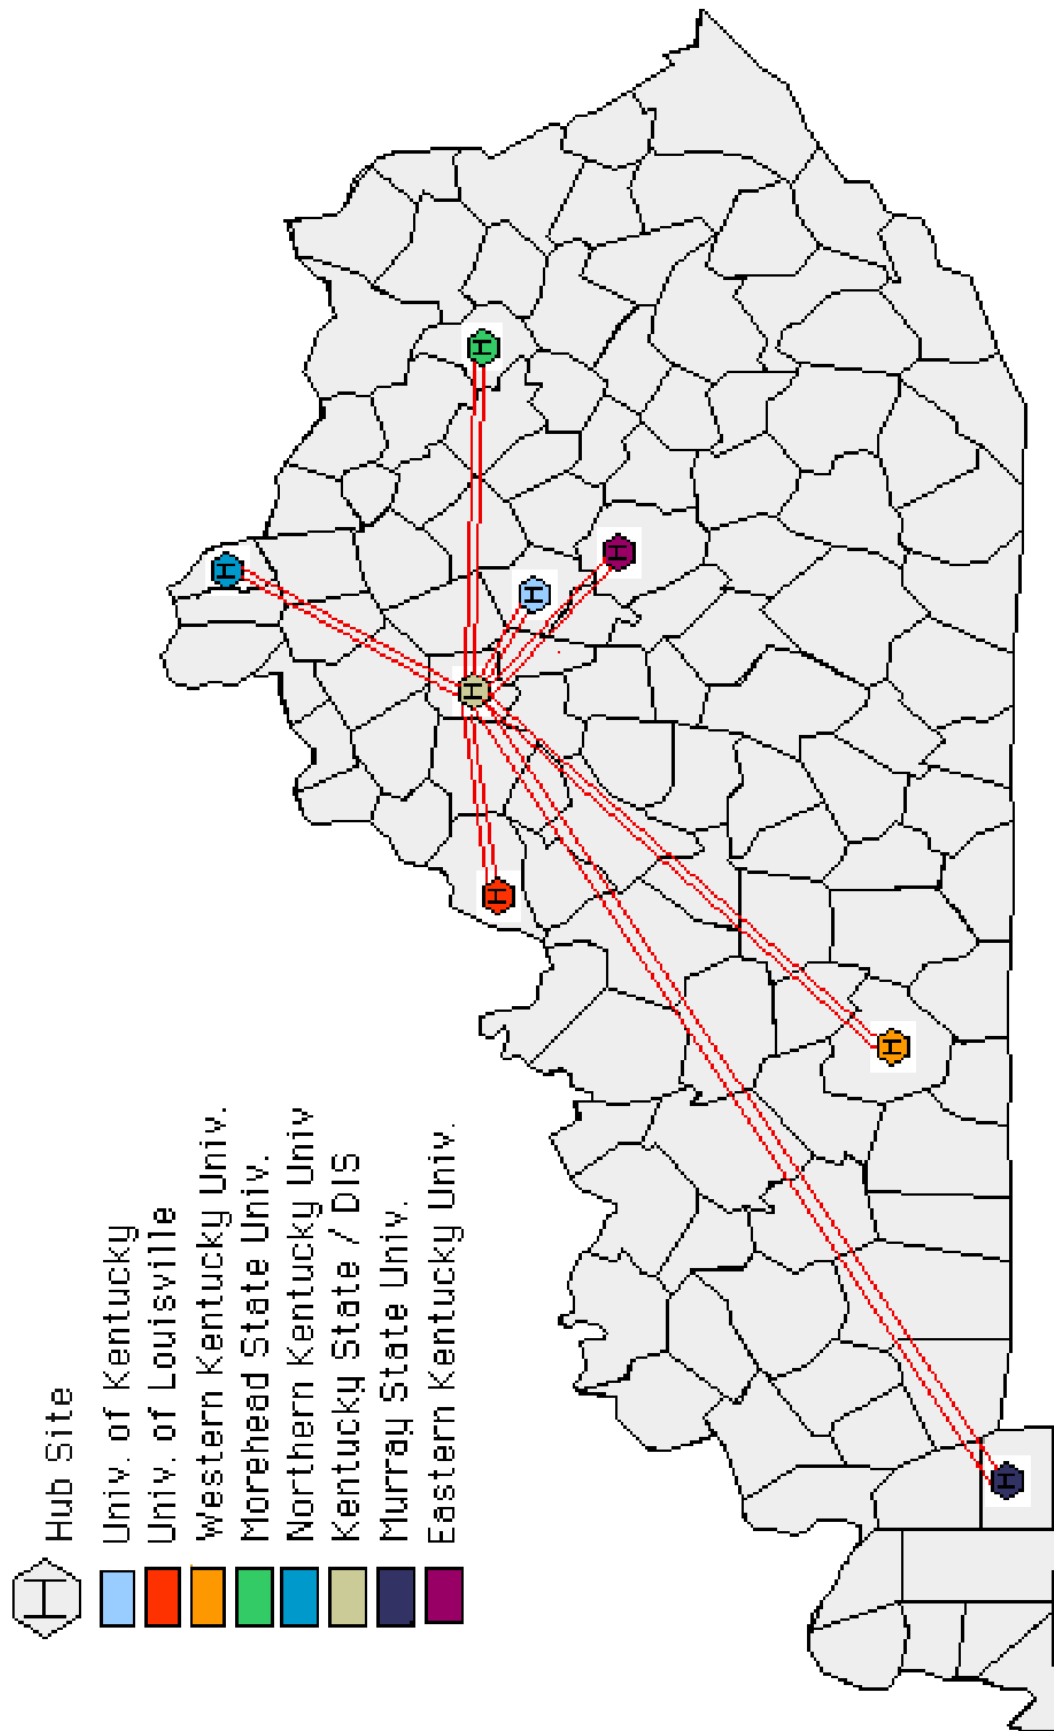 H Hub Site
Univ. of Kentucky
Univ. of Louisville
Western Kentucky Univ.
Morehead State Univ.
Northern Kentucky Univ
Kentucky State / DIS
Murray State Univ.
Eastern Kentucky Univ.
H
H
H
H
H
H
H
H